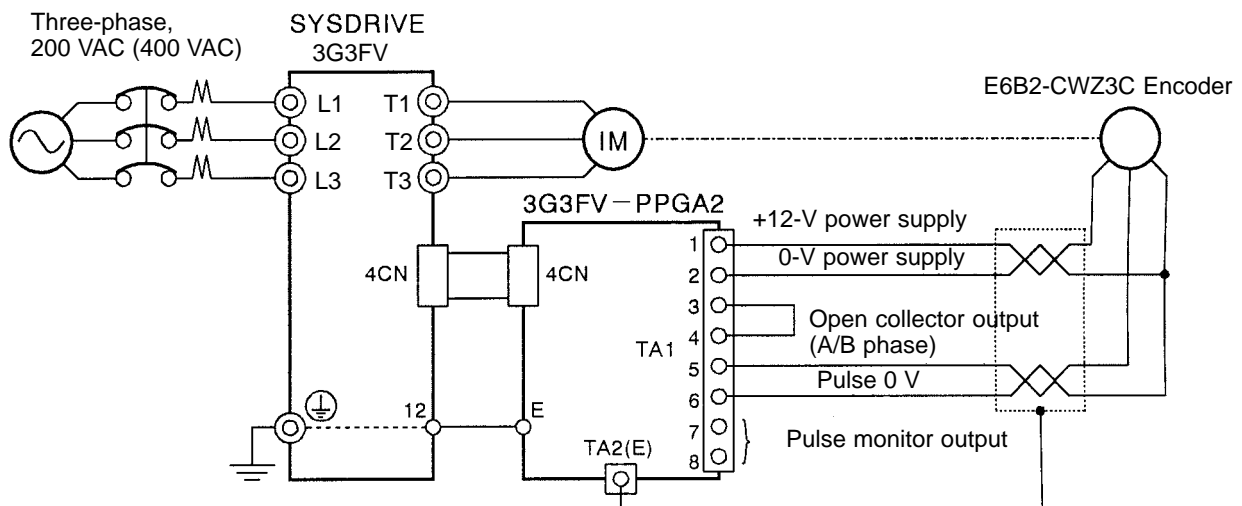 Three-phase,
200 VAC (400 VAC)
SYSDRIVE
3G3FV
E6B2-CWZ3C Encoder
L1
T1
L2
T2
IM
L3
T3
3G3FV-PPGA2
+12-V power supply
1
0-V power supply
4CN
4CN
2
3
Open collector output
(A/B phase)
4
TA1
5
Pulse 0 V
6
12
E
7
Pulse monitor output
TA2(E)
8